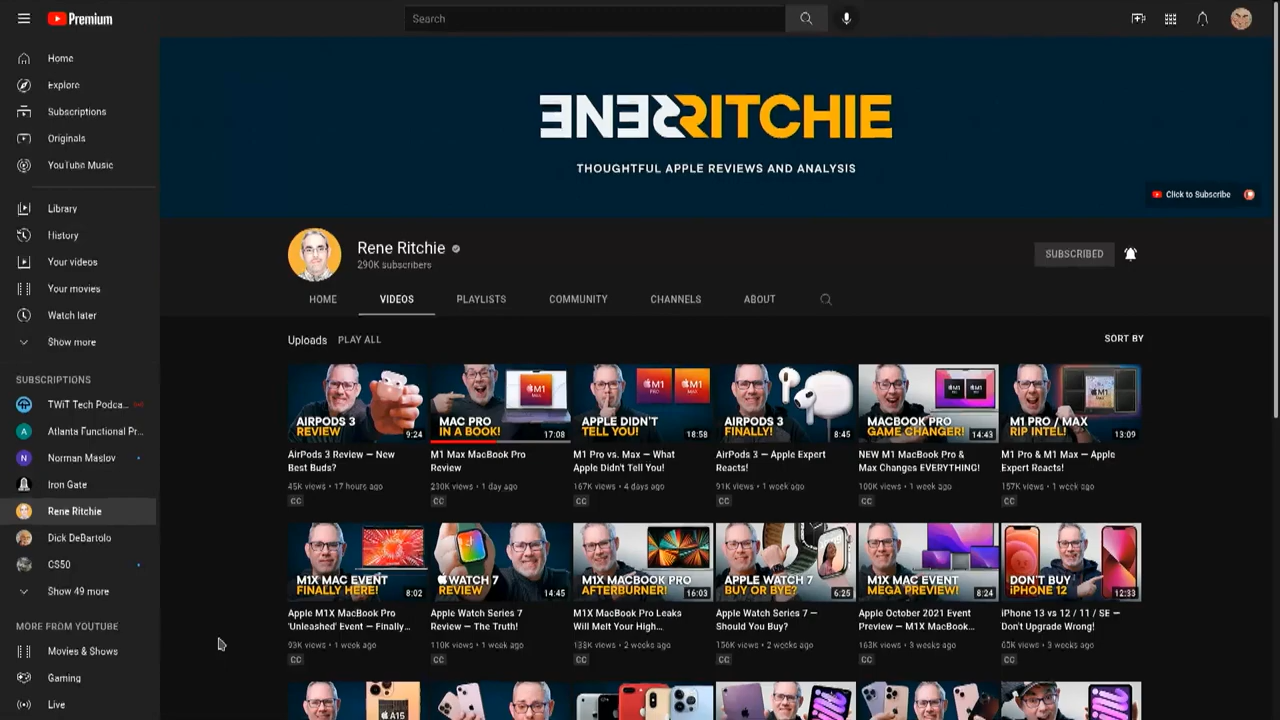 Premium
Search
Home
Explore
Subscriptions
Originals
YouTube Music
Library
History
Your videos
Your movies
Watch later
Show more
SUBSCRIPTIONS
TWiT Tech Podca...
Atlanta Functional Pr...
Norman Maslov
Iron Gate
Rene Ritchie
Dick DeBartolo
CS50
Show 49 more
MORE FROM YOUTUBE
Movies & Shows
Gaming
Live
RENERITCHIE
THOUGHTFUL APPLE REVIEWS AND ANALYSIS
Click to Subscribe
Rene Ritchie
290K subscribers
SUBSCRIBED
HOME VIDEOS PLAYLISTS COMMUNITY CHANNELS ABOUT
Uploads PLAY ALL SORT BY
AIRPODS 3
REVIEW
9:24
AirPods 3 Review — New
Best Buds?
45K views • 17 hours ago
CC
M1
MAX
MAC PRO
IN A BOOK!
17:08
M1 Max MacBook Pro
Review
230K views • 1 day ago
CC
M1 M1
PRO MAX
APPLE DIDN'T
TELL YOU!
18:58
M1 Pro vs. Max — What
Apple Didn't Tell You!
167K views • 4 days ago
CC
AIRPODS 3
FINALLY!
8:45
AirPods 3 — Apple Expert
Reacts!
91K views • 1 week ago
CC
MACBOOK PRO
GAME CHANGER!
14:43
NEW M1 MacBook Pro &
Max Changes EVERYTHING!
100K views • 1 week ago
CC
M1
M1 PRO / MAX
RIP INTEL!
13:09
M1 Pro & M1 Max — Apple
Expert Reacts!
157K views • 1 week ago
CC
M1X MAC EVENT
FINALLY HERE!
8:02
Apple M1X MacBook Pro
'Unleashed' Event — Finally...
93K views • 1 week ago
CC
WATCH 7
REVIEW
14:45
Apple Watch Series 7
Review — The Truth!
110K views • 1 week ago
CC
M1X MACBOOK PRO
AFTERBURNER!
16:03
M1X MacBook Pro Leaks
Will Melt Your High...
views • 2 weeks ago
CC
APPLE WATCH 7
BUY OR BYE?
6:25
Apple Watch Series 7 —
Should You Buy?
views • 2 weeks ago
CC
M1X MAC EVENT
MEGA PREVIEW!
8:24
Apple October 2021 Event
Preview — M1X MacBook...
views • 3 weeks ago
CC
DON'T BUY
iPHONE 12
12:33
iPhone 13 vs 12 / 11 / SE —
Don't Upgrade Wrong!
views • 3 weeks ago
CC
A15